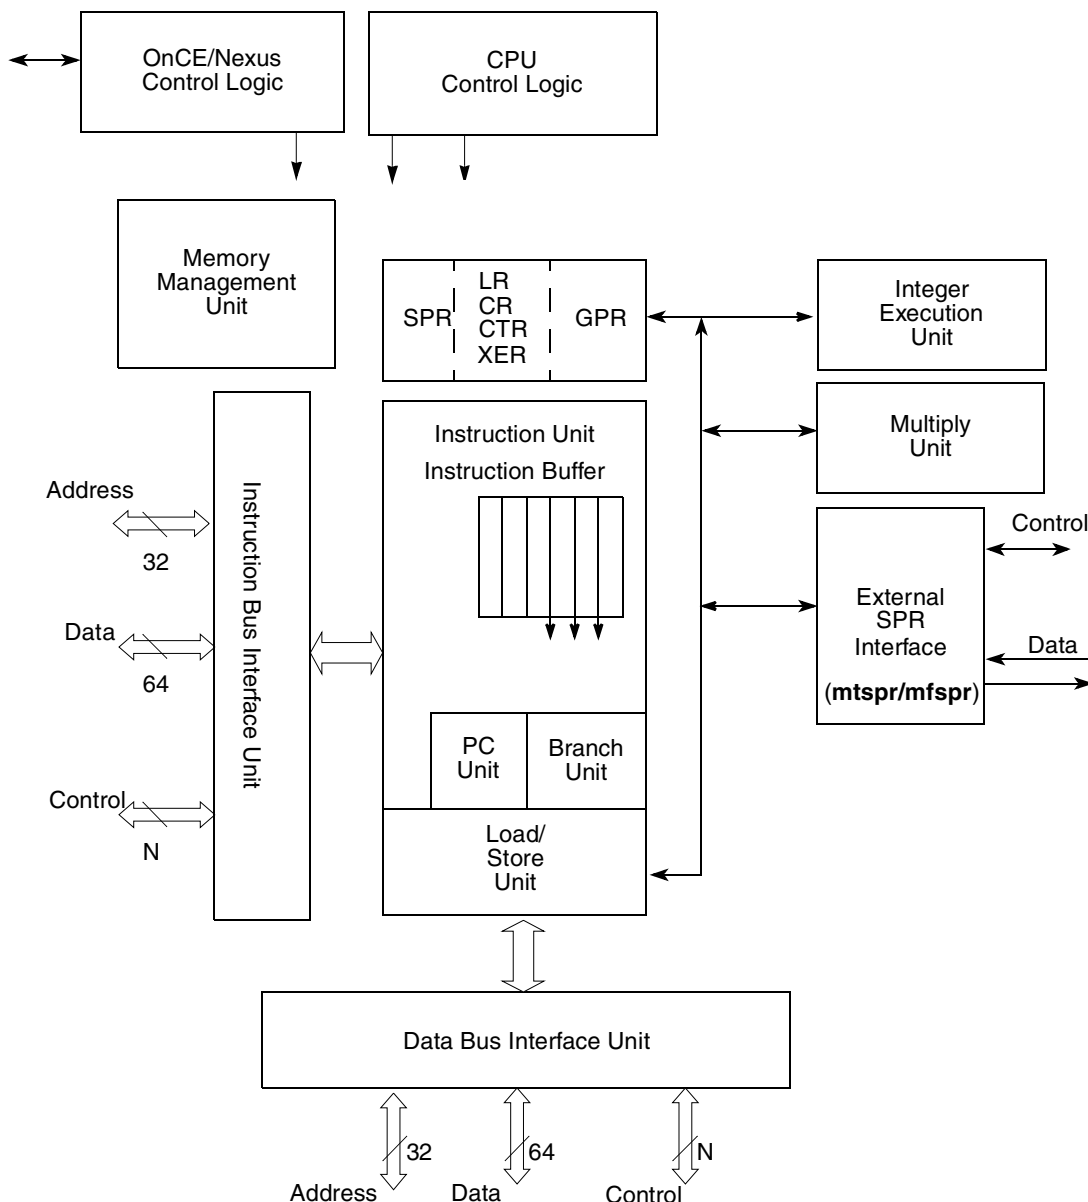 OnCE/Nexus
Control Logic
CPU
Control Logic
Memory
Management
Unit
SPR
LR
CR
CTR
XER
GPR
Integer
Execution
Unit
Instruction Unit
Instruction Buffer
Multiply
Unit
Address
32
Data
64
Control
N
Instruction Bus Interface Unit
External
SPR
Interface
(mtspr/mfspr)
Control
Data
PC
Unit
Branch
Unit
Load/
Store
Unit
Data Bus Interface Unit
32
64
N
Address
Data
Control